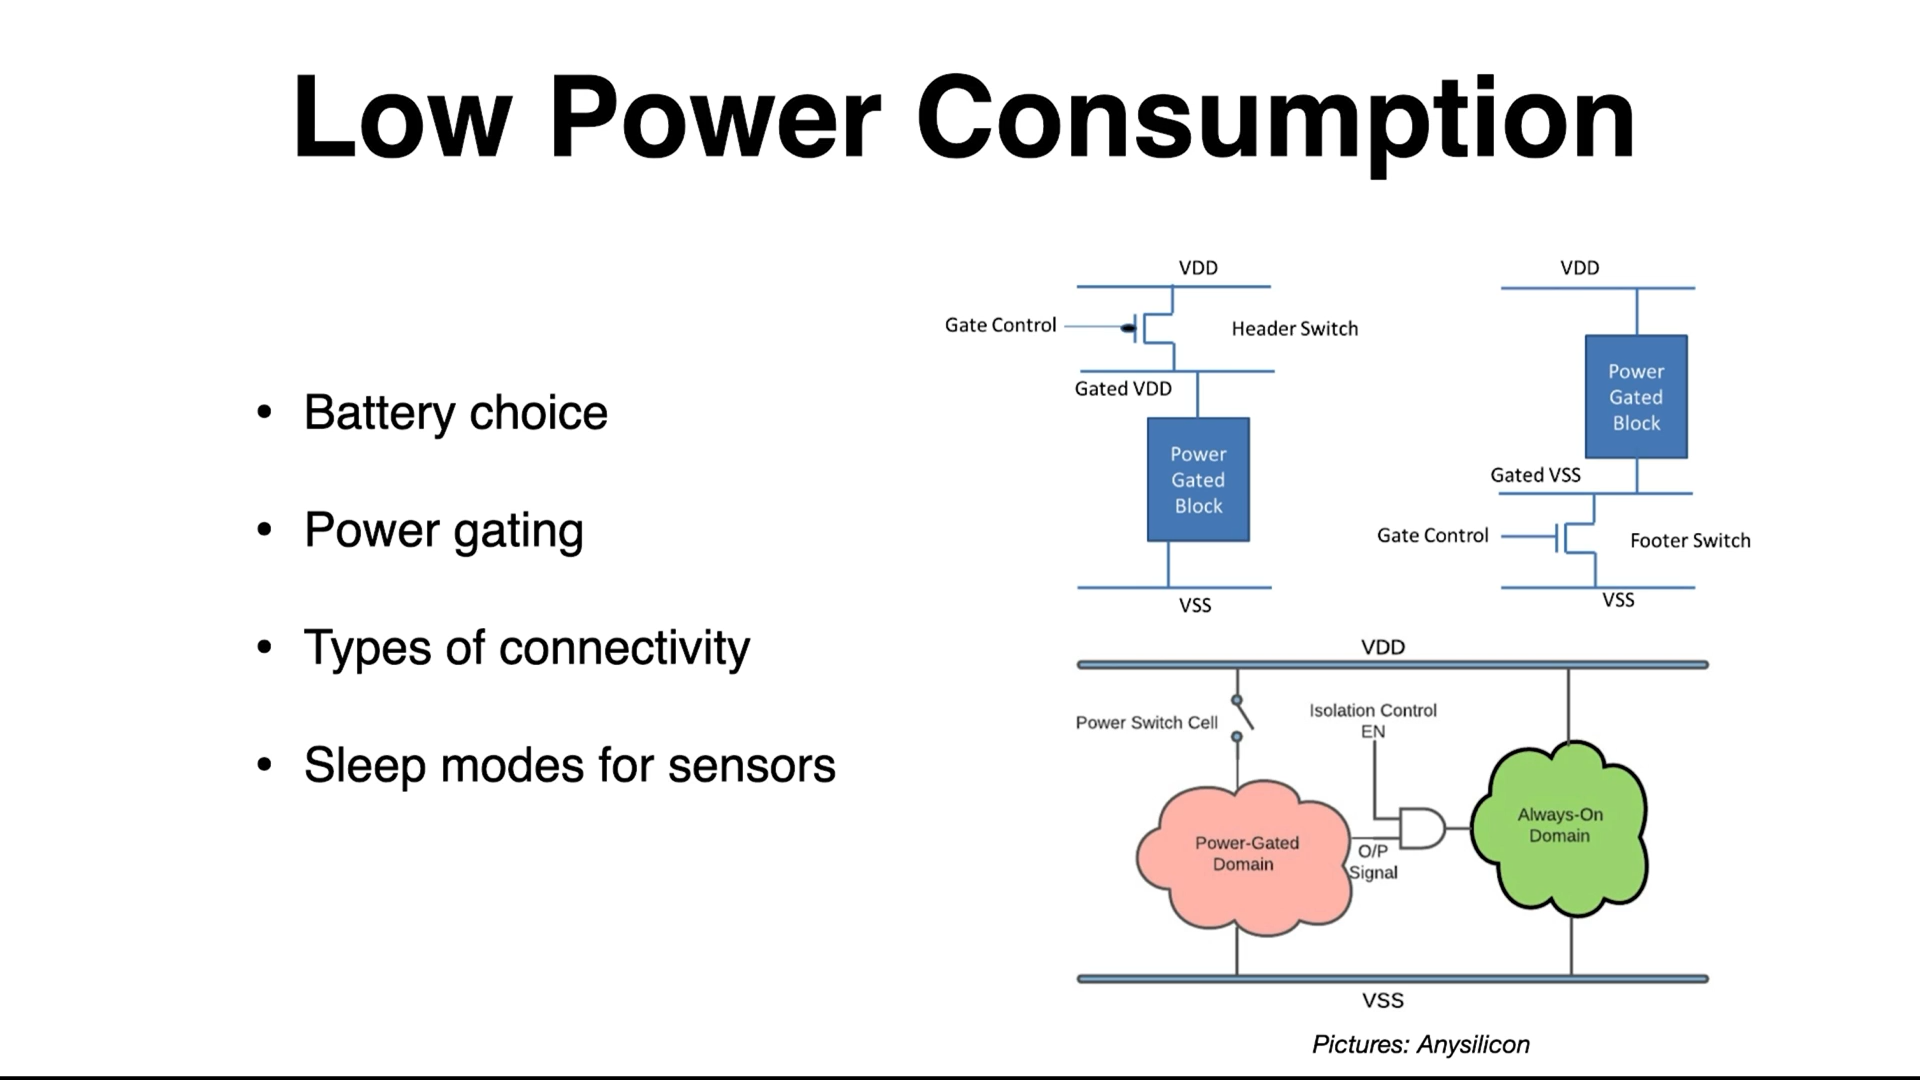 Low Power Consumption
• Battery choice
• Power gating
• Types of connectivity
• Sleep modes for sensors
VDD
Gate Control
Header Switch
Gated VDD
Power
Gated
Block
VSS
VDD
Power
Gated
Block
Gated VSS
Gate Control
Footer Switch
VSS
VDD
Power Switch Cell
Isolation Control
EN
Power-Gated
Domain
O/P
Signal
Always-On
Domain
VSS
Pictures: Anysilicon